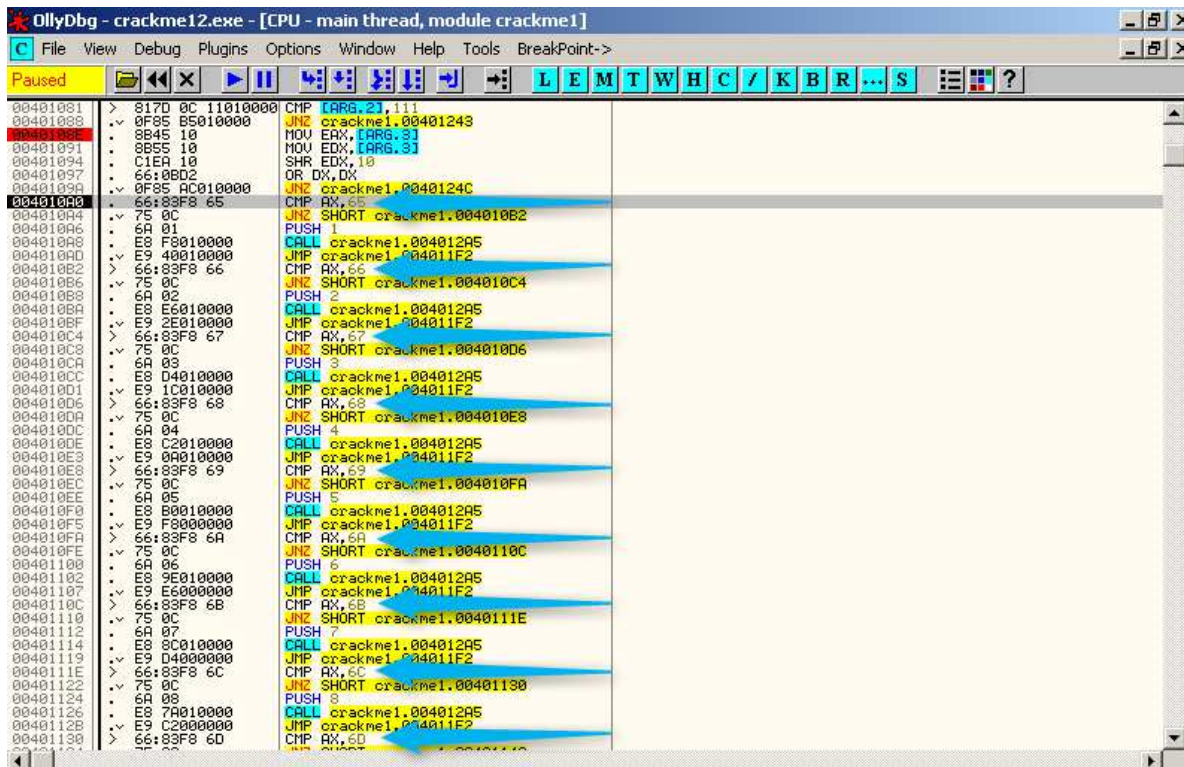 OllyDbg - crackme12.exe - [CPU - main thread, module crackme1]
C File View Debug Plugins Options Window Help Tools BreakPoint->
Paused L E M T W H C / K B R ... S ?
00401081 > 817D 0C 11010000 CMP [ARG.2],111
00401088 .v 0F85 B5010000 JNZ crackme1.00401243
0040108E . 8B45 10 MOV EAX,[ARG.3]
00401091 . 8B55 10 MOV EDX,[ARG.3]
00401094 . C1EA 10 SHR EDX,10
00401097 . 66:0BD2 OR DX,DX
0040109A .v 0F85 AC010000 JNZ crackme1.0040124C
004010A0 . 66:83F8 65 CMP AX,65
004010A4 .v 75 0C JNZ SHORT crackme1.004010B2
004010A6 . 6A 01 PUSH 1
004010A8 . E8 F8010000 CALL crackme1.004012A5
004010AD .v E9 40010000 JMP crackme1.004011F2
004010B2 > 66:83F8 66 CMP AX,66
004010B6 .v 75 0C JNZ SHORT crackme1.004010C4
004010B8 . 6A 02 PUSH 2
004010BA . E8 E6010000 CALL crackme1.004012A5
004010BF .v E9 2E010000 JMP crackme1.004011F2
004010C4 > 66:83F8 67 CMP AX,67
004010C8 .v 75 0C JNZ SHORT crackme1.004010D6
004010CA . 6A 03 PUSH 3
004010CC . E8 D4010000 CALL crackme1.004012A5
004010D1 .v E9 1C010000 JMP crackme1.004011F2
004010D6 > 66:83F8 68 CMP AX,68
004010DA .v 75 0C JNZ SHORT crackme1.004010E8
004010DC . 6A 04 PUSH 4
004010DE . E8 C2010000 CALL crackme1.004012A5
004010E3 .v E9 0A010000 JMP crackme1.004011F2
004010E8 > 66:83F8 69 CMP AX,69
004010EC .v 75 0C JNZ SHORT crackme1.004010FA
004010EE . 6A 05 PUSH 5
004010F0 . E8 B0010000 CALL crackme1.004012A5
004010F5 .v E9 F8000000 JMP crackme1.004011F2
004010FA > 66:83F8 6A CMP AX,6A
004010FE .v 75 0C JNZ SHORT crackme1.0040110C
00401100 . 6A 06 PUSH 6
00401102 . E8 9E010000 CALL crackme1.004012A5
00401107 .v E9 E6000000 JMP crackme1.004011F2
0040110C > 66:83F8 6B CMP AX,6B
00401110 .v 75 0C JNZ SHORT crackme1.0040111E
00401112 . 6A 07 PUSH 7
00401114 . E8 8C010000 CALL crackme1.004012A5
00401119 .v E9 D4000000 JMP crackme1.004011F2
0040111E > 66:83F8 6C CMP AX,6C
00401122 .v 75 0C JNZ SHORT crackme1.00401130
00401124 . 6A 08 PUSH 8
00401126 . E8 7A010000 CALL crackme1.004012A5
0040112B .v E9 C2000000 JMP crackme1.004011F2
00401130 > 66:83F8 6D CMP AX,6D